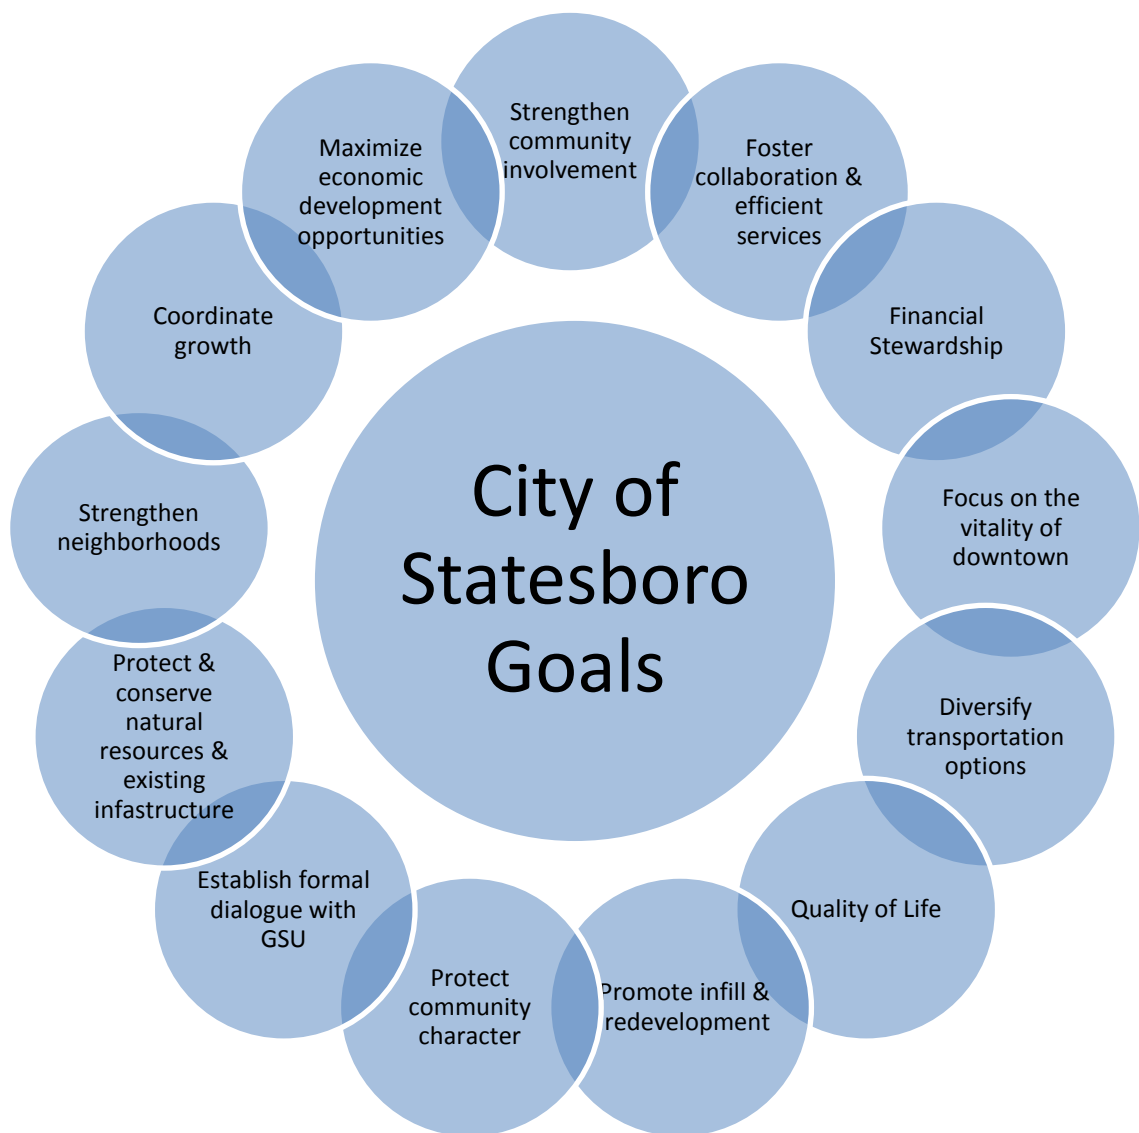 City of
Statesboro
Goals
Strengthen
community
involvement
Foster
collaboration &
efficient
services
Financial
Stewardship
Focus on the
vitality of
downtown
Diversify
transportation
options
Quality of Life
Promote infill &
redevelopment
Protect
community
character
Establish formal
dialogue with
GSU
Protect &
conserve
natural
resources &
existing
infastructure
Strengthen
neighborhoods
Coordinate
growth
Maximize
economic
development
opportunities